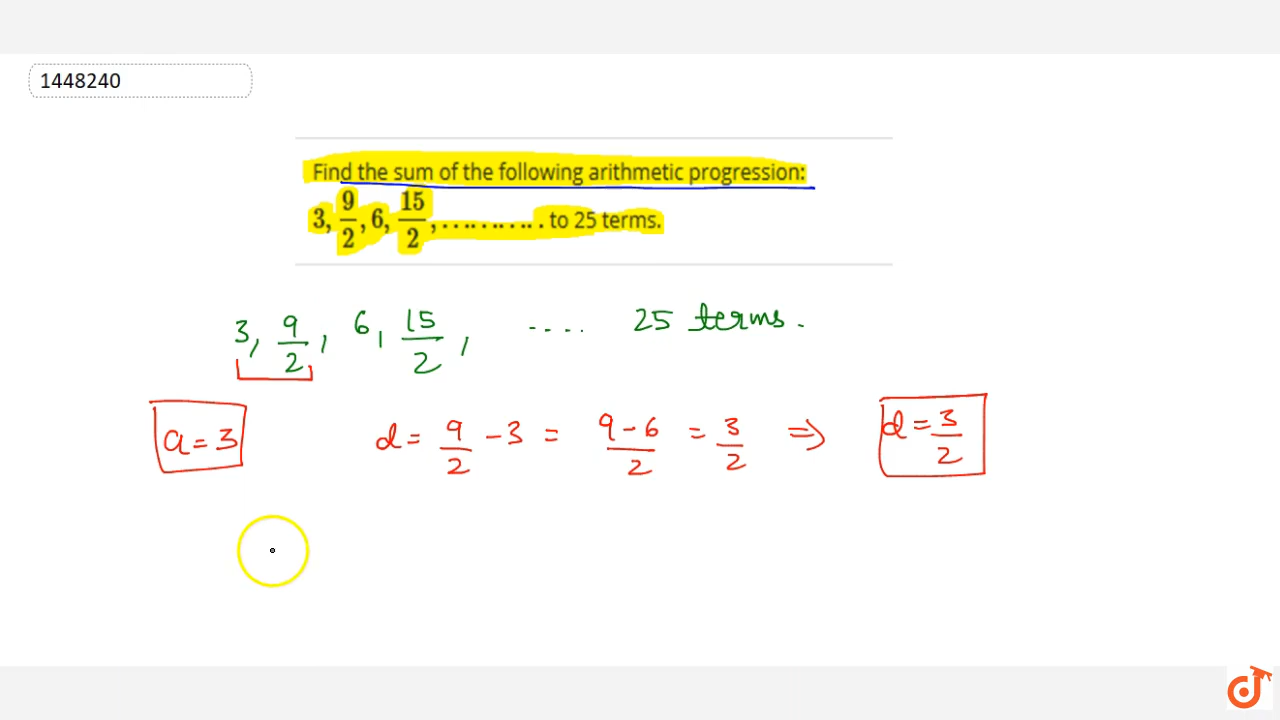 1448240
Find the sum of the following arithmetic progression:
3, 9/2, 6, 15/2, ……….. to 25 terms.
3, 9/2, 6, 15/2, .... 25 terms.
a = 3 d = 9/2 - 3 = 9-6/2 = 3/2 ⇒ d = 3/2